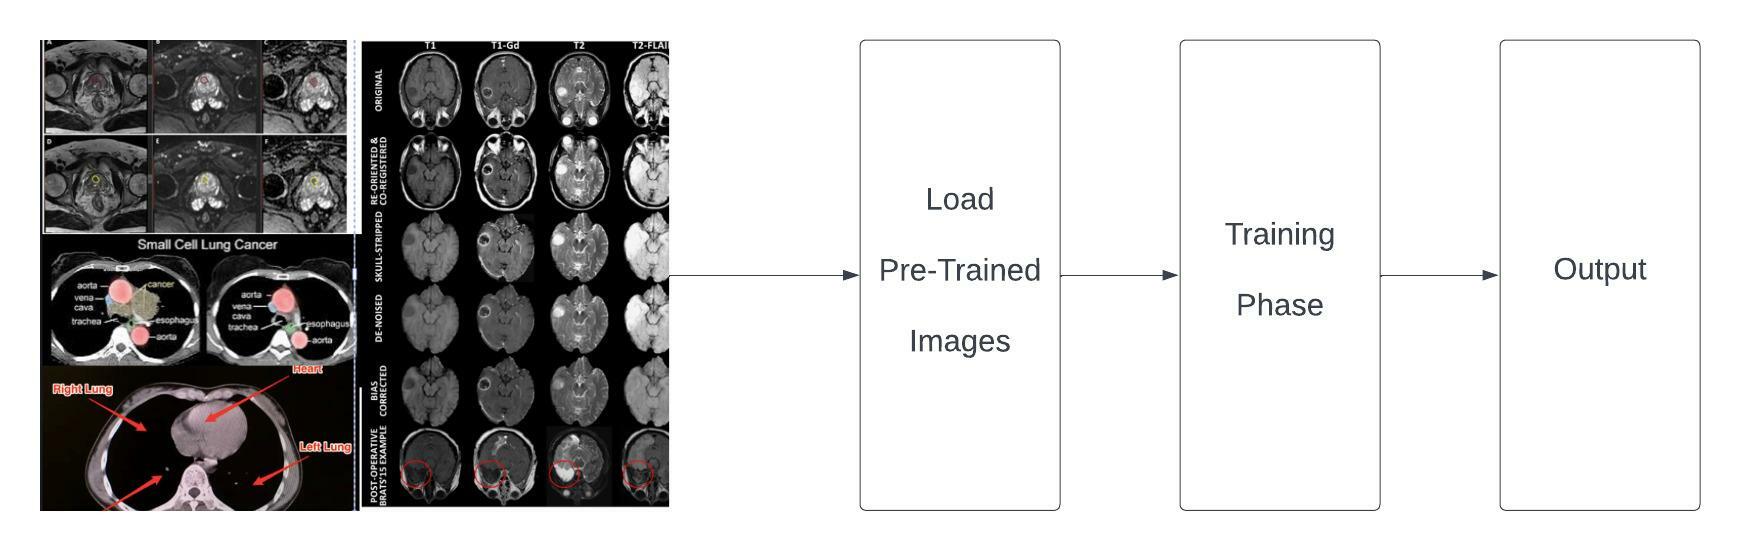 A
B
C
D
E
F
Small Cell Lung Cancer
aorta
vena
cava
trachea
cancer
esophagus
aorta
aorta
vena
cava
trachea
esophagus
aorta
Heart
Right Lung
Left Lung
T1
T1-Gd
T2
T2-FLAI
ORIGINAL
RE-ORIENTED &
CO-REGISTERED
SKULL-STRIPPED
DE-NOISED
BIAS
CORRECTED
POST-OPERATIVE
BRATS'15 EXAMPLE
Load
Pre-Trained
Images
Training
Phase
Output